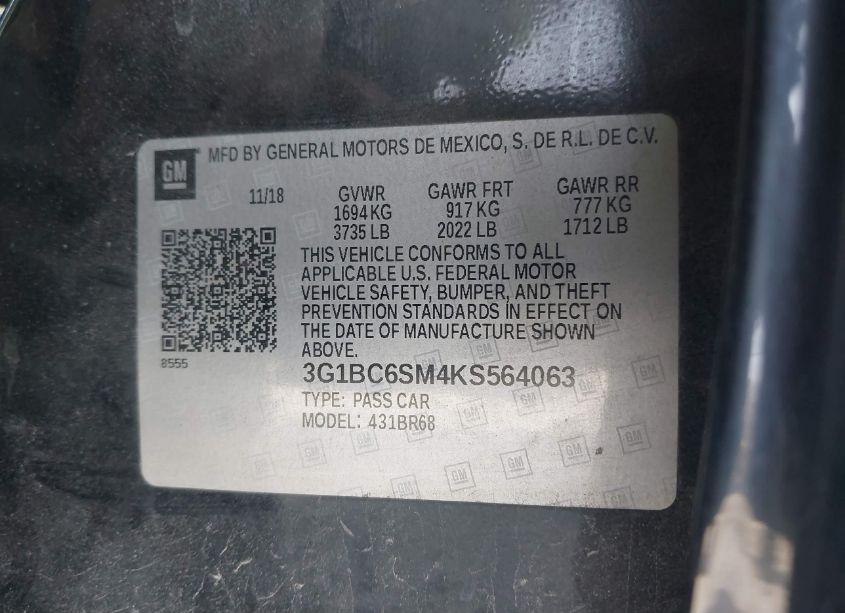 GM MFD BY GENERAL MOTORS DE MEXICO, S. DE R.L. DE C.V.
11/18 GVWR GAWR FRT GAWR RR
1694 KG 917 KG 777 KG
3735 LB 2022 LB 1712 LB
THIS VEHICLE CONFORMS TO ALL
APPLICABLE U.S. FEDERAL MOTOR
VEHICLE SAFETY, BUMPER, AND THEFT
PREVENTION STANDARDS IN EFFECT ON
THE DATE OF MANUFACTURE SHOWN
ABOVE.
8555
3G1BC6SM4KS564063
TYPE: PASS CAR
MODEL: 431BR68